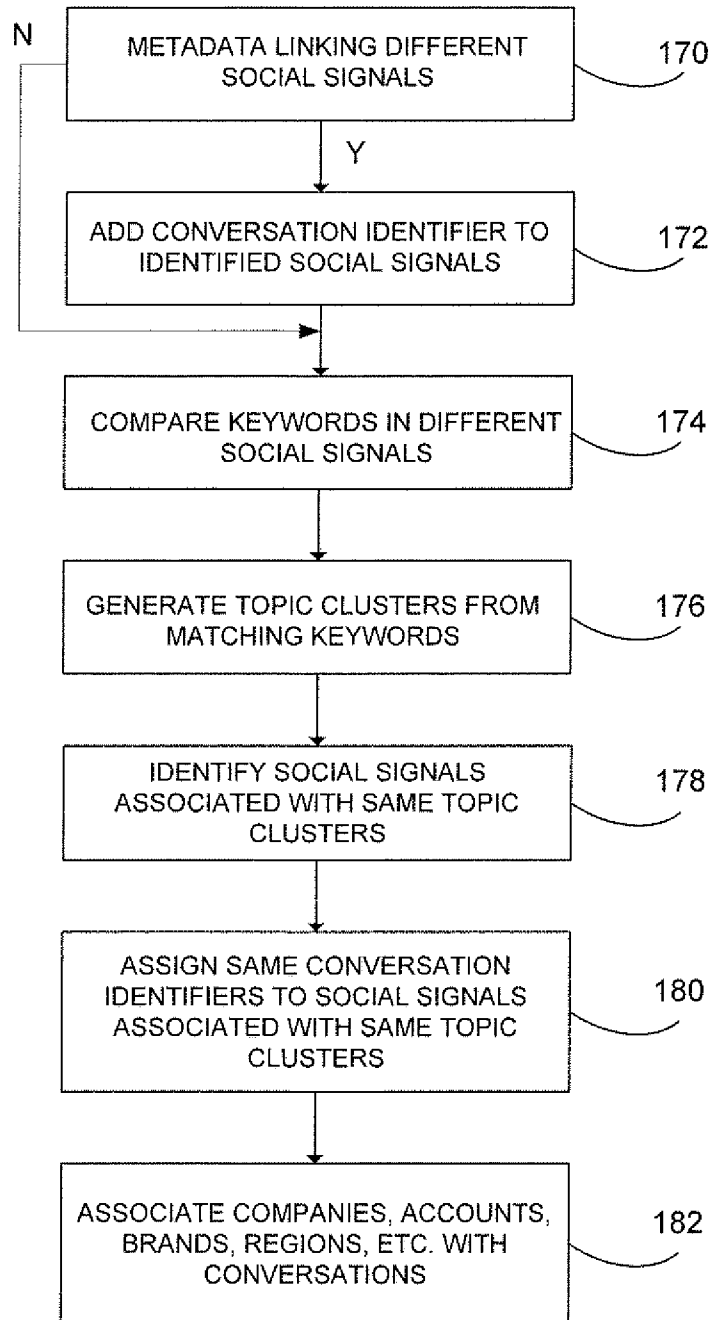 N
METADATA LINKING DIFFERENT
SOCIAL SIGNALS
170
Y
ADD CONVERSATION IDENTIFIER TO
IDENTIFIED SOCIAL SIGNALS
172
COMPARE KEYWORDS IN DIFFERENT
SOCIAL SIGNALS
174
GENERATE TOPIC CLUSTERS FROM
MATCHING KEYWORDS
176
IDENTIFY SOCIAL SIGNALS
ASSOCIATED WITH SAME TOPIC
CLUSTERS
178
ASSIGN SAME CONVERSATION
IDENTIFIERS TO SOCIAL SIGNALS
ASSOCIATED WITH SAME TOPIC
CLUSTERS
180
ASSOCIATE COMPANIES, ACCOUNTS,
BRANDS, REGIONS, ETC. WITH
CONVERSATIONS
182